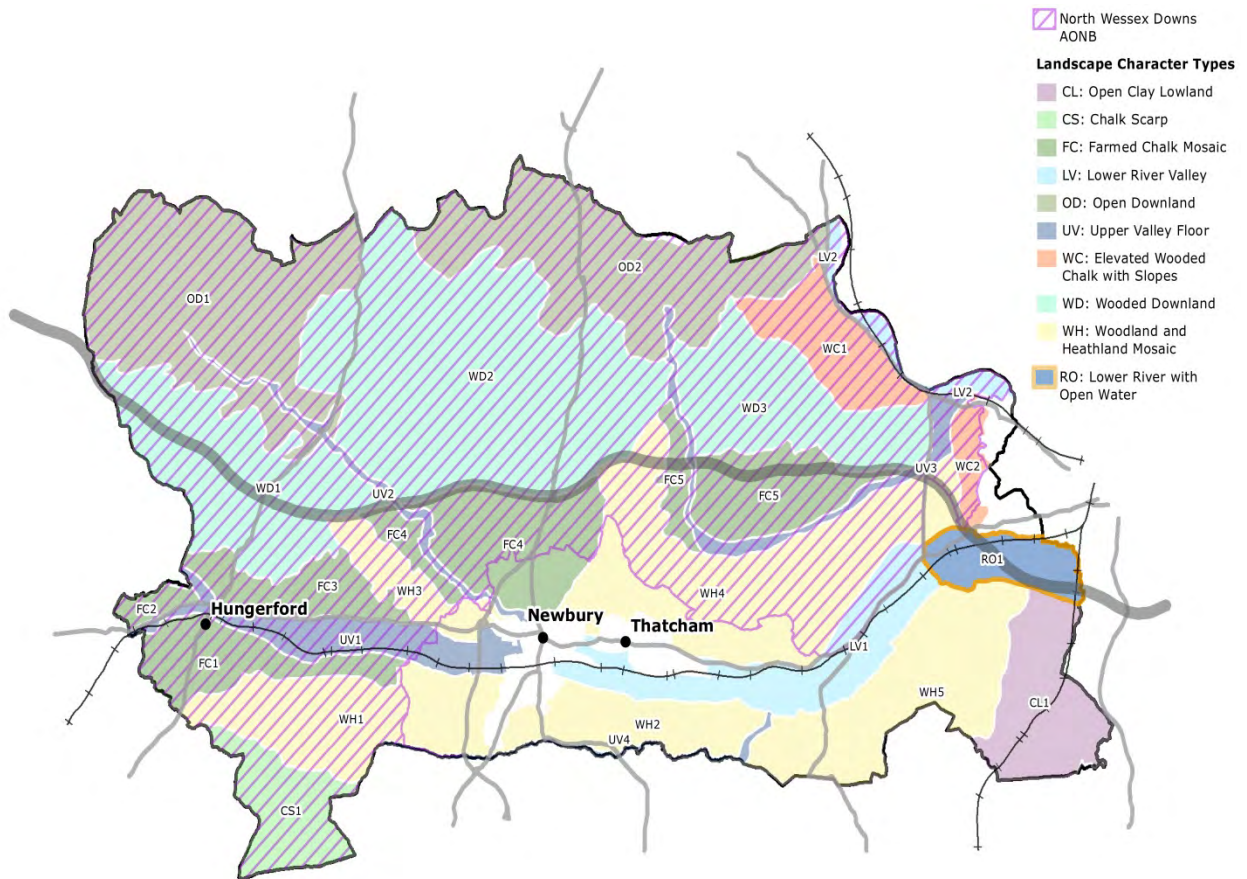 North Wessex Downs
AONB
Landscape Character Types
CL: Open Clay Lowland
CS: Chalk Scarp
FC: Farmed Chalk Mosaic
LV: Lower River Valley
OD: Open Downland
UV: Upper Valley Floor
WC: Elevated Wooded
Chalk with Slopes
WD: Wooded Downland
WH: Woodland and
Heathland Mosaic
RO: Lower River with
Open Water
LV2
OD2
OD1
WC1
WD2
LV2
WD3
WC2
UV3
FC5
WD1
UV2
FC5
FC4
FC4
RO1
FC3
WH3
WH4
FC2
Hungerford
Newbury
Thatcham
UV1
LV1
FC1
WH5
CL1
WH1
WH2
UV4
CS1